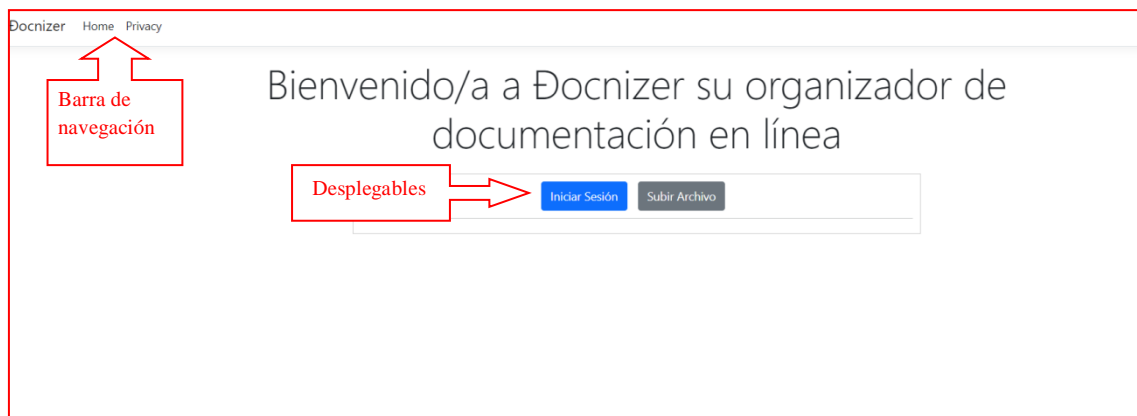 Đocnizer Home Privacy
Barra de
navegación
Bienvenido/a a Đocnizer su organizador de
documentación en línea
Desplegables
Iniciar Sesión Subir Archivo